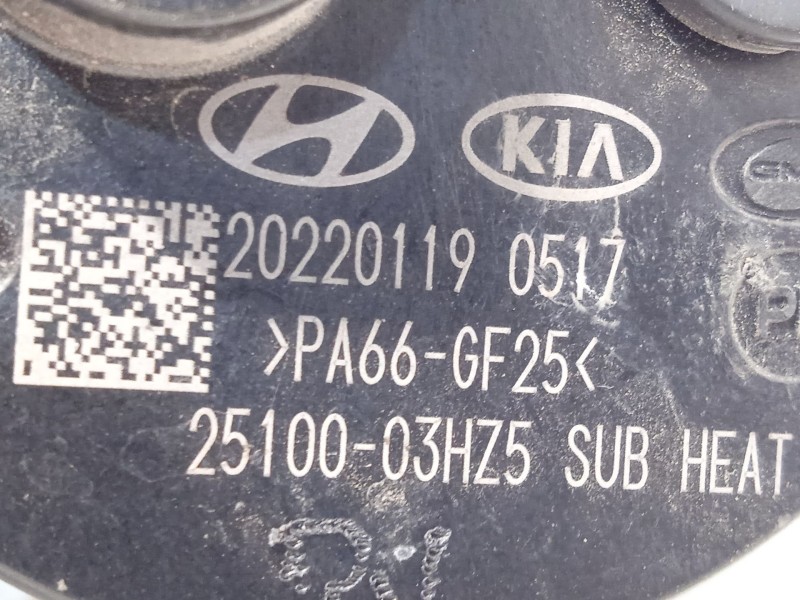 KIA
20220119 0517
>PA66-GF25<
25100-03HZ5 SUB HEAT